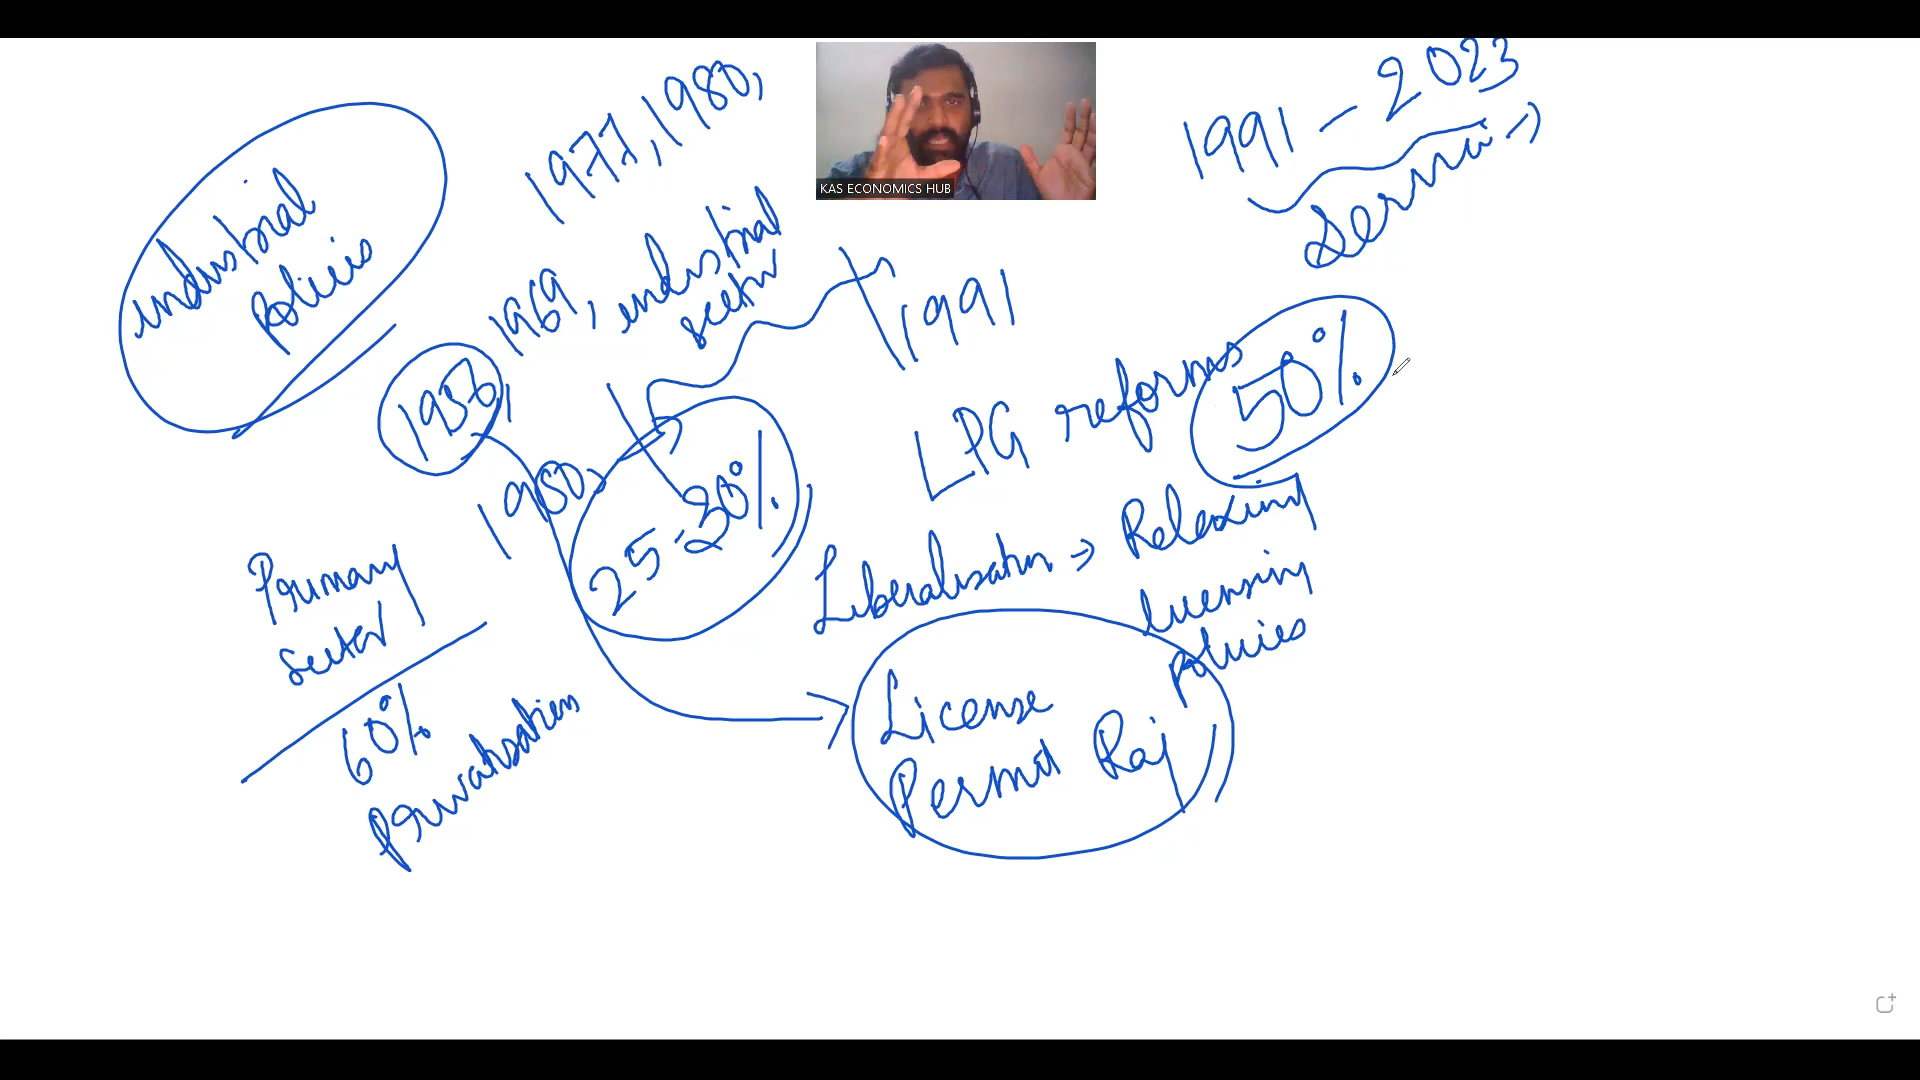 industrial
policies
1977, 1980,
KAS ECONOMICS HUB
1991 - 2023
Service →
1969, industrial
sector
1956,
1991
LPG reforms
50%
1950,
25-30%
Primary
sector
60%
Privatisation
Liberalisation ⇒ Relaxing
licensing
policies
License
Permit Raj